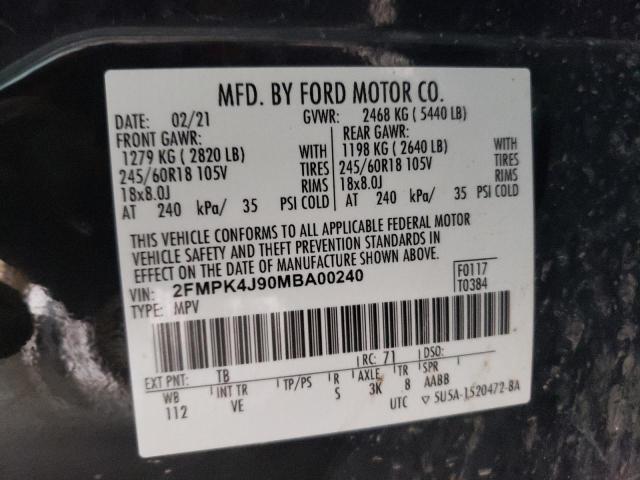 MFD. BY FORD MOTOR CO.
DATE: 02/21 GVWR: 2468 KG ( 5440 LB)
FRONT GAWR: REAR GAWR:
1279 KG ( 2820 LB) WITH 1198 KG ( 2640 LB) WITH
245/60R18 105V TIRES 245/60R18 105V TIRES
18x8.0J RIMS 18x8.0J RIMS
AT 240 kPa/ 35 PSI COLD AT 240 kPa/ 35 PSI COLD
THIS VEHICLE CONFORMS TO ALL APPLICABLE FEDERAL MOTOR
VEHICLE SAFETY AND THEFT PREVENTION STANDARDS IN
EFFECT ON THE DATE OF MANUFACTURE SHOWN ABOVE.
VIN: 2FMPK4J90MBA00240 F0117
TYPE: MPV T0384
EXT PNT: TB RC: 71 DSO:
WB INT TR TP/PS R AXLE TR SPR
112 VE S 3K 8 AABB
UTC ▽ 5U5A-1520472-BA